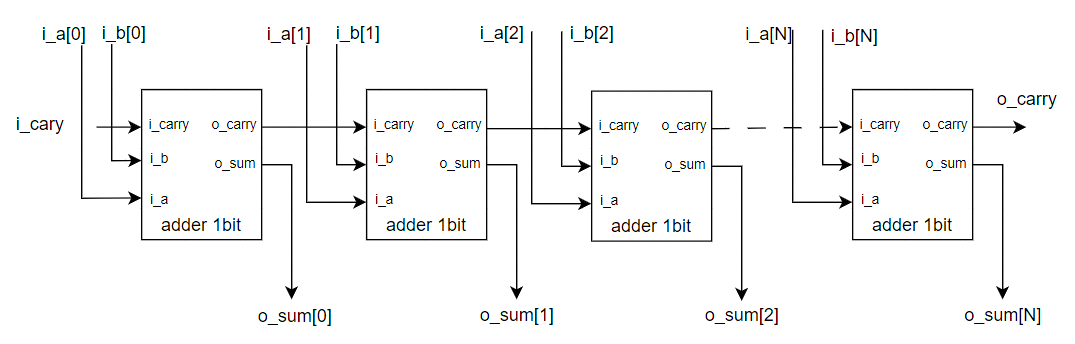 i_a[0] i_b[0] i_a[1] i_b[1] i_a[2] i_b[2] i_a[N] i_b[N]
i_cary
o_carry
i_carry o_carry
i_b
o_sum
i_a
adder 1bit
i_carry o_carry
i_b
o_sum
i_a
adder 1bit
i_carry o_carry
i_b
o_sum
i_a
adder 1bit
i_carry o_carry
i_b
o_sum
i_a
adder 1bit
o_sum[0] o_sum[1] o_sum[2] o_sum[N]